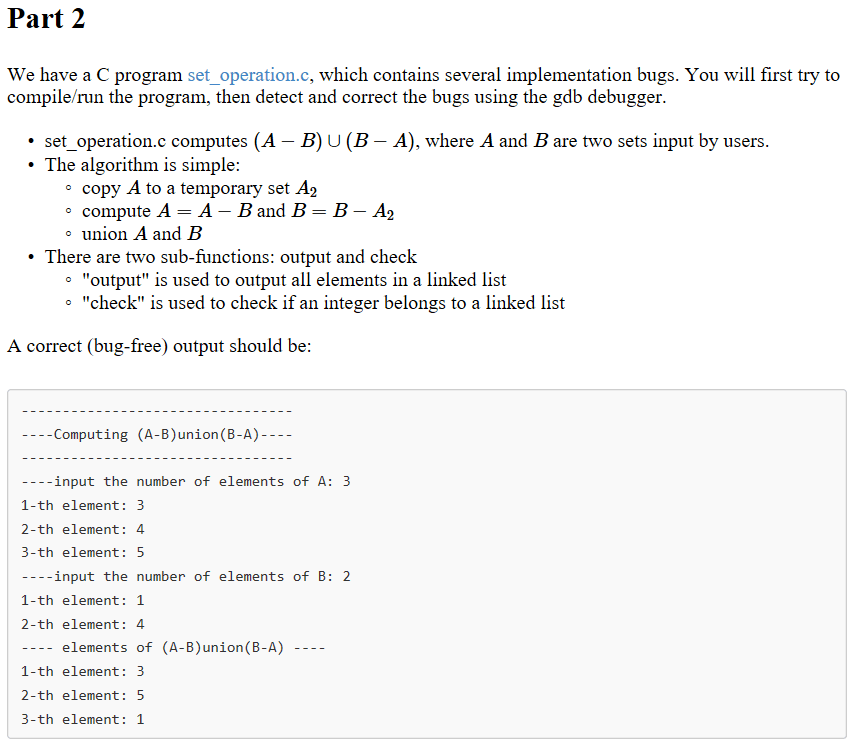 Part 2
We have a C program set_operation.c, which contains several implementation bugs. You will first try to
compile/run the program, then detect and correct the bugs using the gdb debugger.
• set_operation.c computes (A − B) ∪ (B − A), where A and B are two sets input by users.
• The algorithm is simple:
◦ copy A to a temporary set A₂
◦ compute A = A − B and B = B − A₂
◦ union A and B
• There are two sub-functions: output and check
◦ "output" is used to output all elements in a linked list
◦ "check" is used to check if an integer belongs to a linked list
A correct (bug-free) output should be:
---------------------------------
----Computing (A-B)union(B-A)----
---------------------------------
----input the number of elements of A: 3
1-th element: 3
2-th element: 4
3-th element: 5
----input the number of elements of B: 2
1-th element: 1
2-th element: 4
---- elements of (A-B)union(B-A) ----
1-th element: 3
2-th element: 5
3-th element: 1